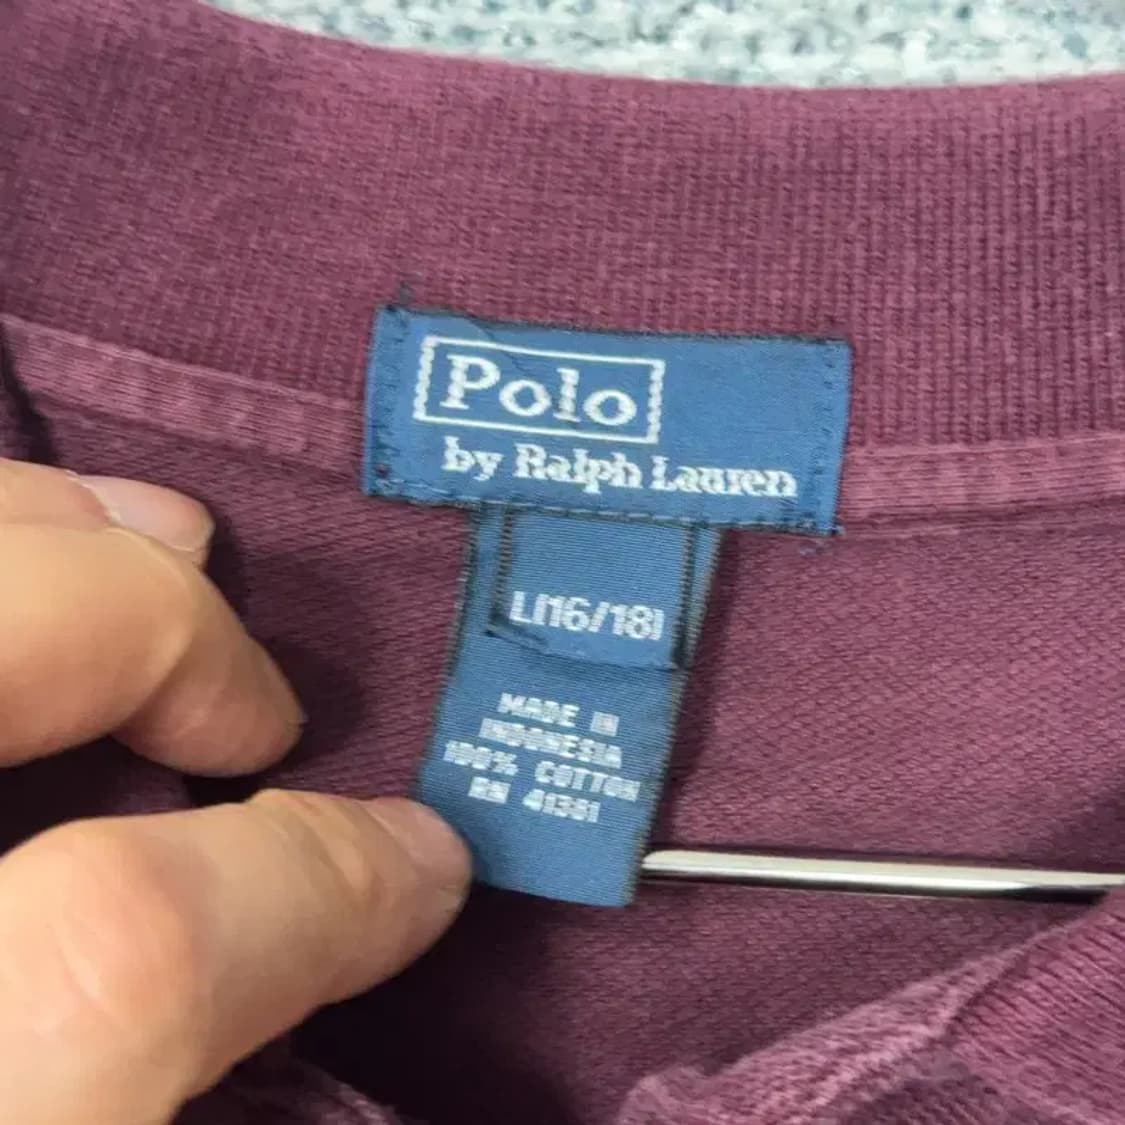 Polo
by Ralph Lauren
L(16/18)
MADE IN
INDONESIA
100% COTTON
RN 41381